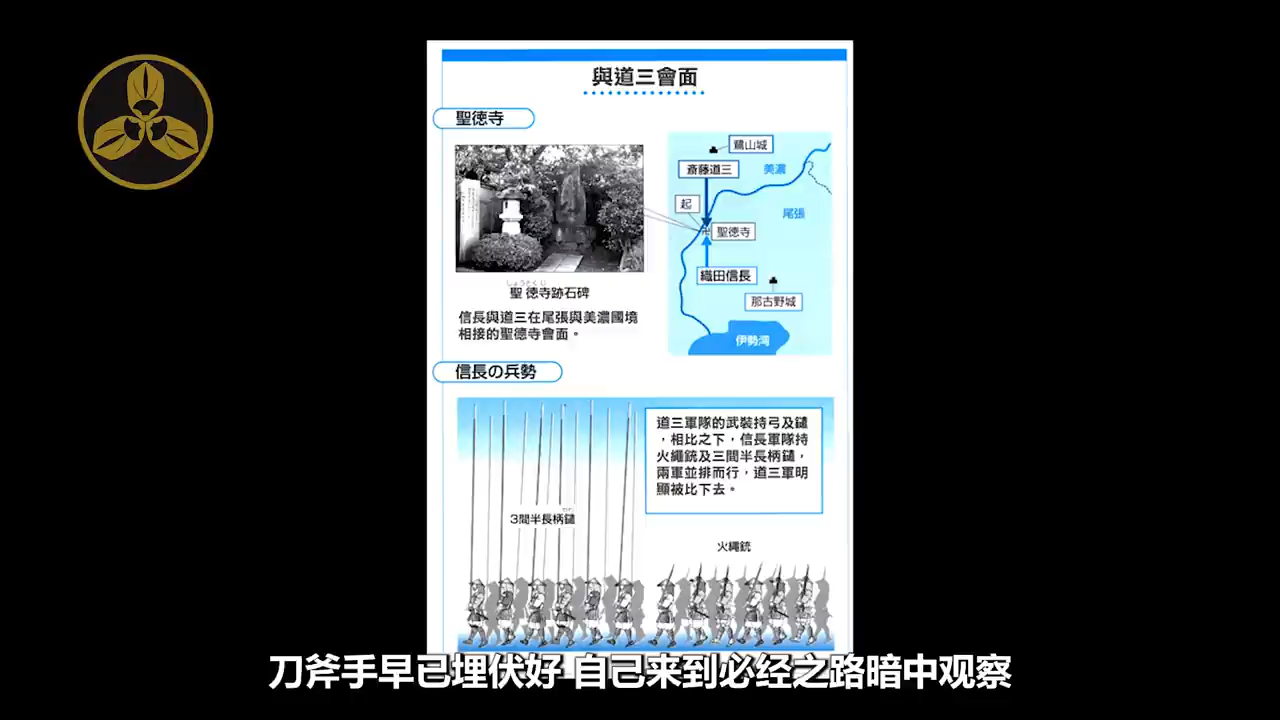 與道三會面
聖徳寺
鷺山城
斎藤道三
美濃
起
尾張
聖徳寺
織田信長
那古野城
伊勢湾
しょうとくじ
聖徳寺跡石碑
信長與道三在尾張與美濃國境
相接的聖德寺會面。
信長の兵勢
道三軍隊的武裝持弓及鑓
，相比之下，信長軍隊持
火繩銃及三間半長柄鑓，
兩軍並排而行，道三軍明
顯被比下去。
3間半長柄鑓
火繩銃
刀斧手早已埋伏好 自己来到必经之路暗中观察